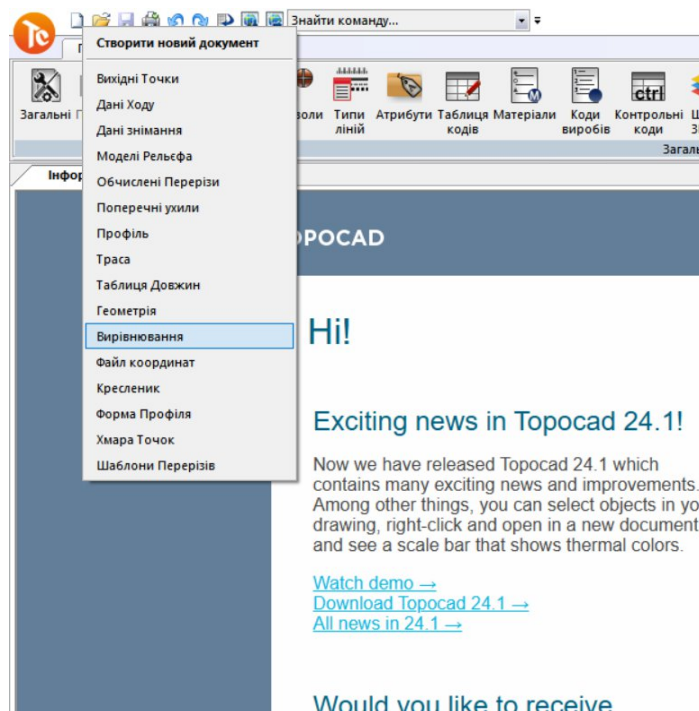 Знайти команду...
Створити новий документ
Вихідні Точки
Дані Ходу
Дані знімання
Моделі Рельєфа
Обчислені Перерізи
Поперечні ухили
Профіль
Траса
Таблиця Довжин
Геометрія
Вирівнювання
Файл координат
Кресленик
Форма Профіля
Хмара Точок
Шаблони Перерізів
Загальні
Типи
ліній
Атрибути
Таблиця
кодів
Матеріали
Коди
виробів
ctrl
Контрольні
коди
Hi!
Exciting news in Topocad 24.1!
Now we have released Topocad 24.1 which
contains many exciting news and improvements.
Among other things, you can select objects in yo
drawing, right-click and open in a new document
and see a scale bar that shows thermal colors.
Watch demo →
Download Topocad 24.1 →
All news in 24.1 →
Would you like to receive